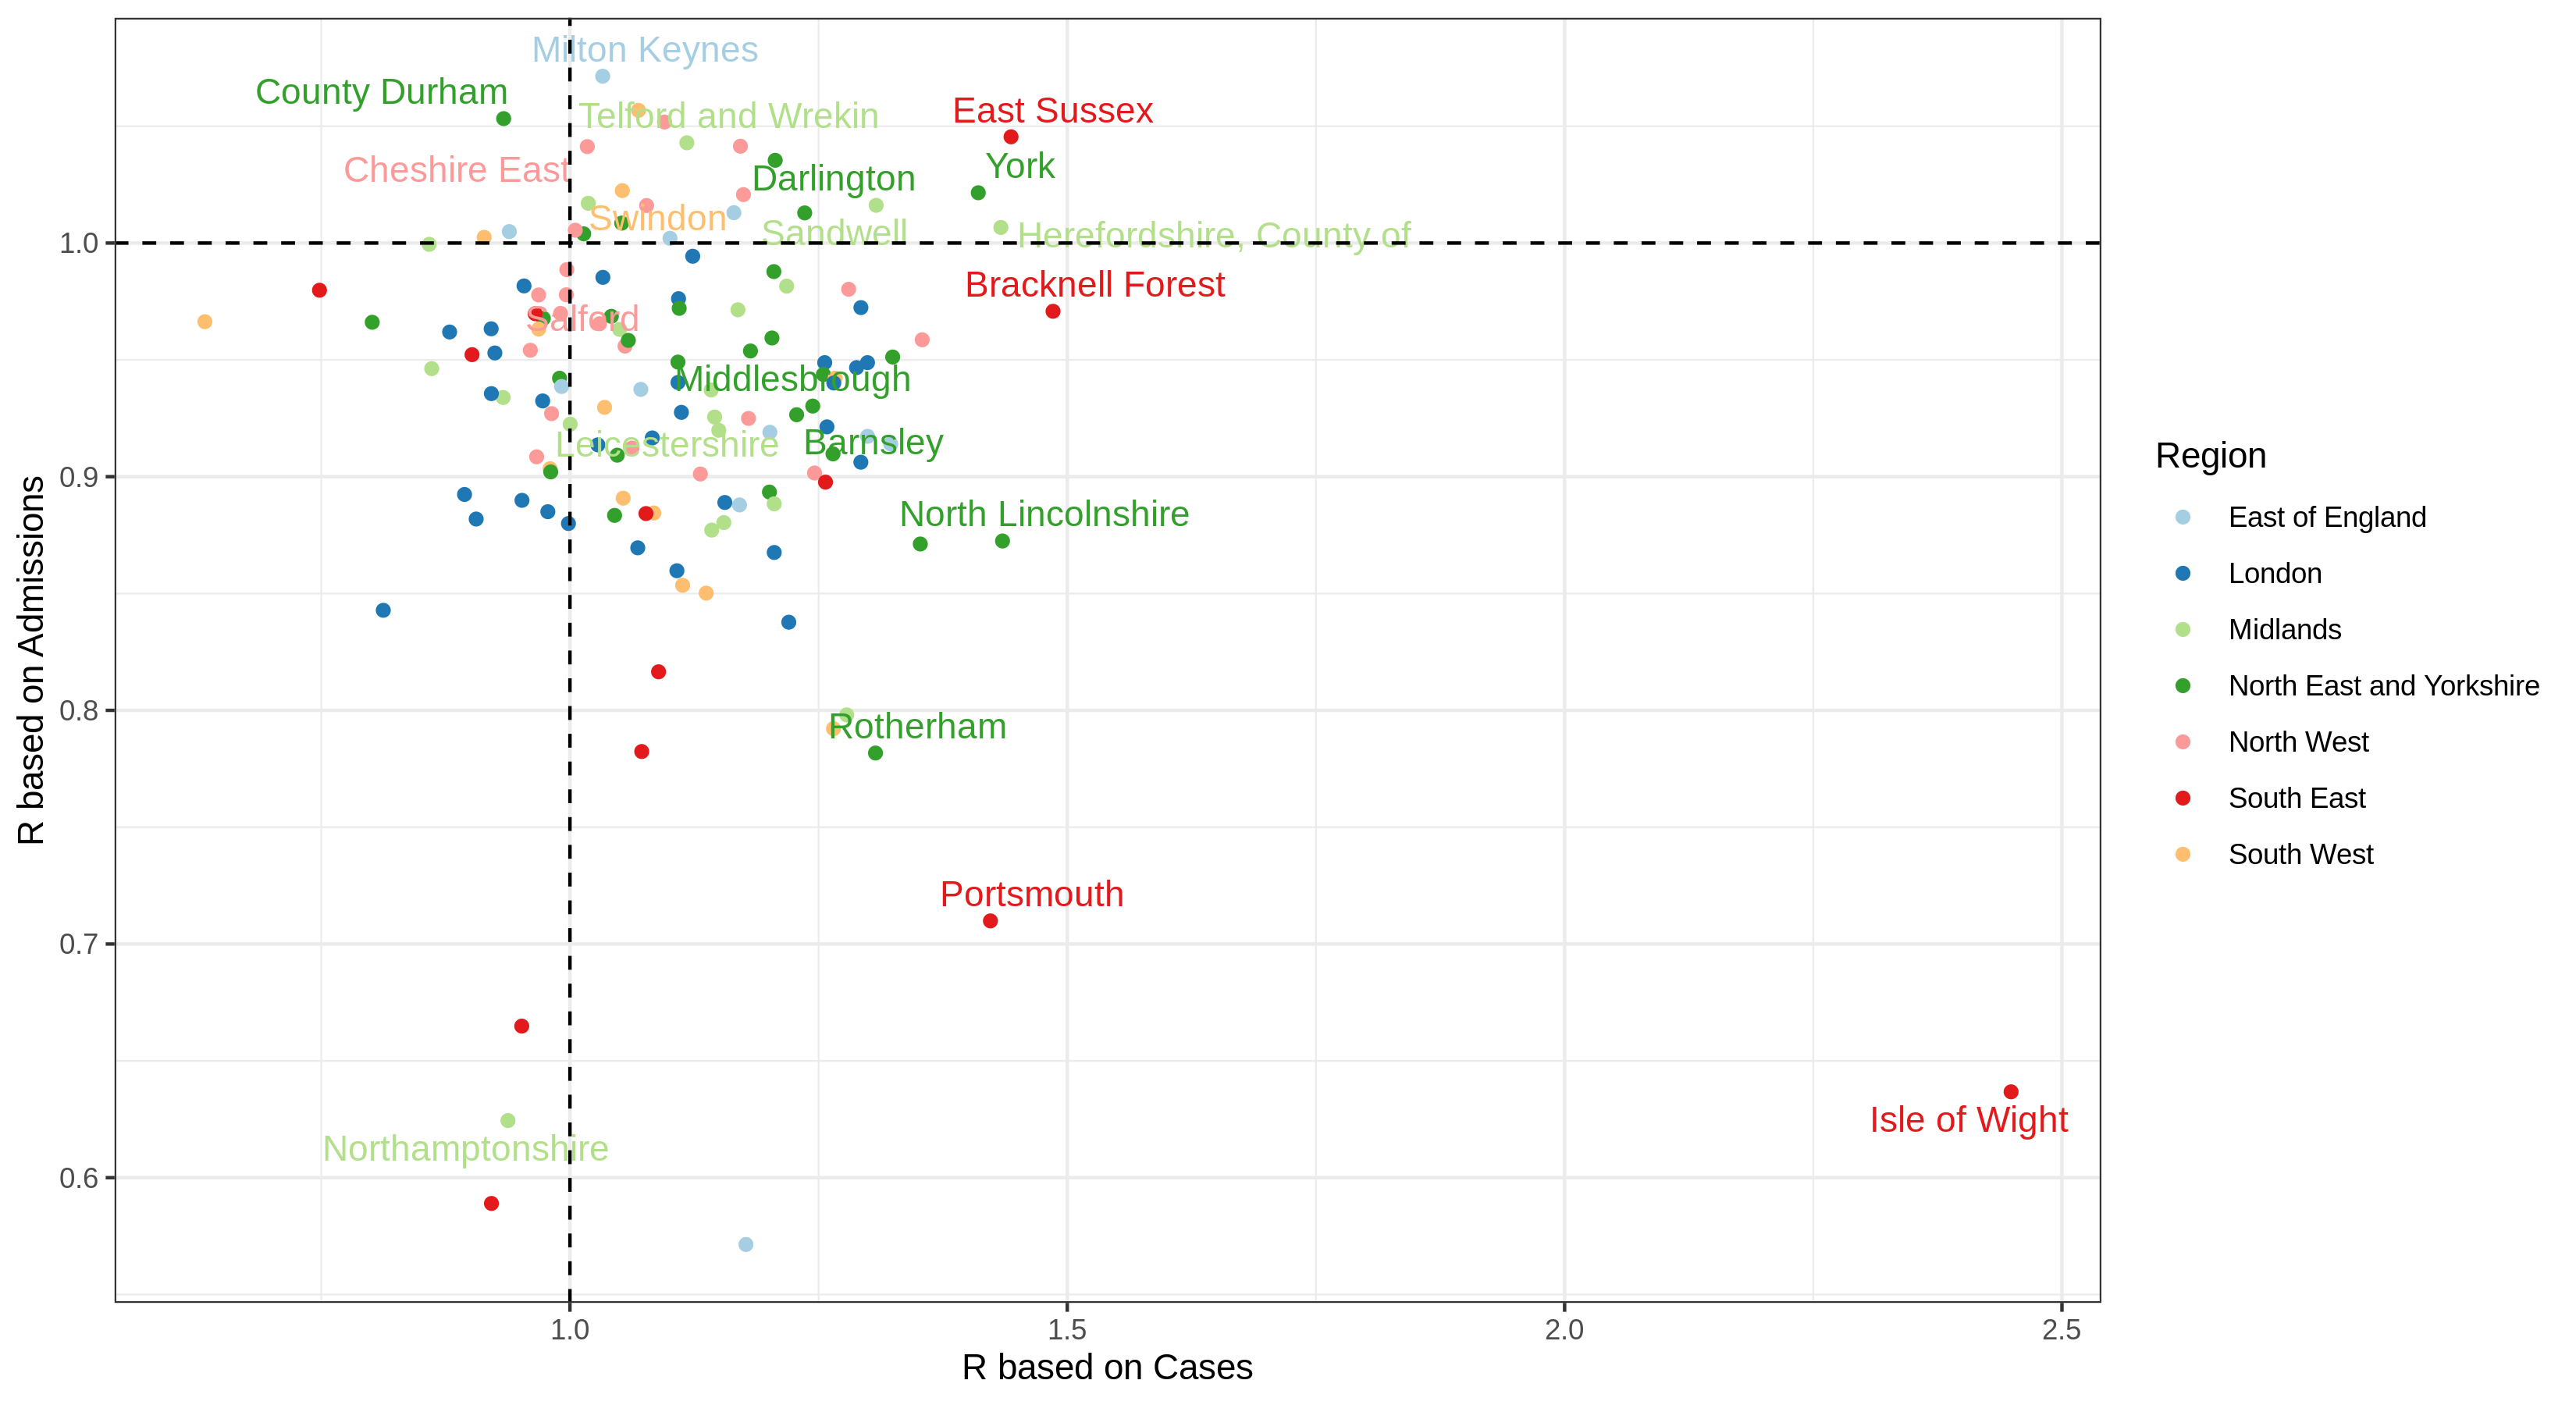 Milton Keynes
County Durham
Telford and Wrekin
East Sussex
Cheshire East
York
Darlington
Swindon
Sandwell
Herefordshire, County of
Bracknell Forest
Salford
Middlesbrough
Leicestershire
Barnsley
North Lincolnshire
Rotherham
Portsmouth
Isle of Wight
Northamptonshire
1.0
0.9
0.8
0.7
0.6
R based on Admissions
1.0
1.5
2.0
2.5
R based on Cases
Region
East of England
London
Midlands
North East and Yorkshire
North West
South East
South West